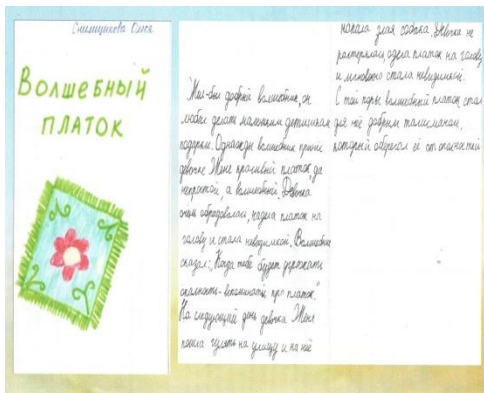 Слепцикова Олеся
Волшебный
платок
Жил-был добрый волшебник, он
любил делать маленьким детишкам
подарки. Однажды волшебник принёс
девочке Жене красивый платок, да
непростой, а волшебный. Девочка
очень обрадовалась, надела платок на
голову и стала невидимкой. Волшебник
сказал: „Когда тебе будет угрожать
опасность - вспоминай про платок."
На следующий день девочка Женя
пошла гулять на улицу и на неё
напала злая собака. Девочка не
растерялась одела платок на голову
и мгновенно стала невидимкой.
С той поры волшебный платок стал
для неё добрым талисманом,
который оберегал её от опасностей